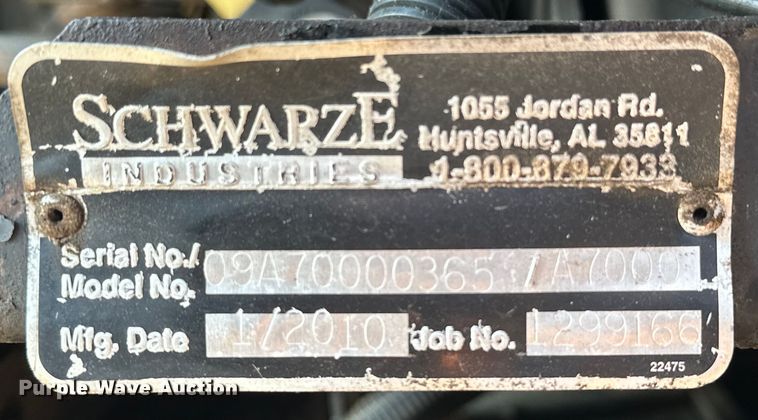 SCHWARZE
INDUSTRIES
1055 Jordan Rd.
Huntsville, AL 35811
1-800-879-7933
Serial No./
Model No. 09A70000365 / A7000
Mfg. Date 1/2010 Job No. 1299166
22475
Purple Wave Auction